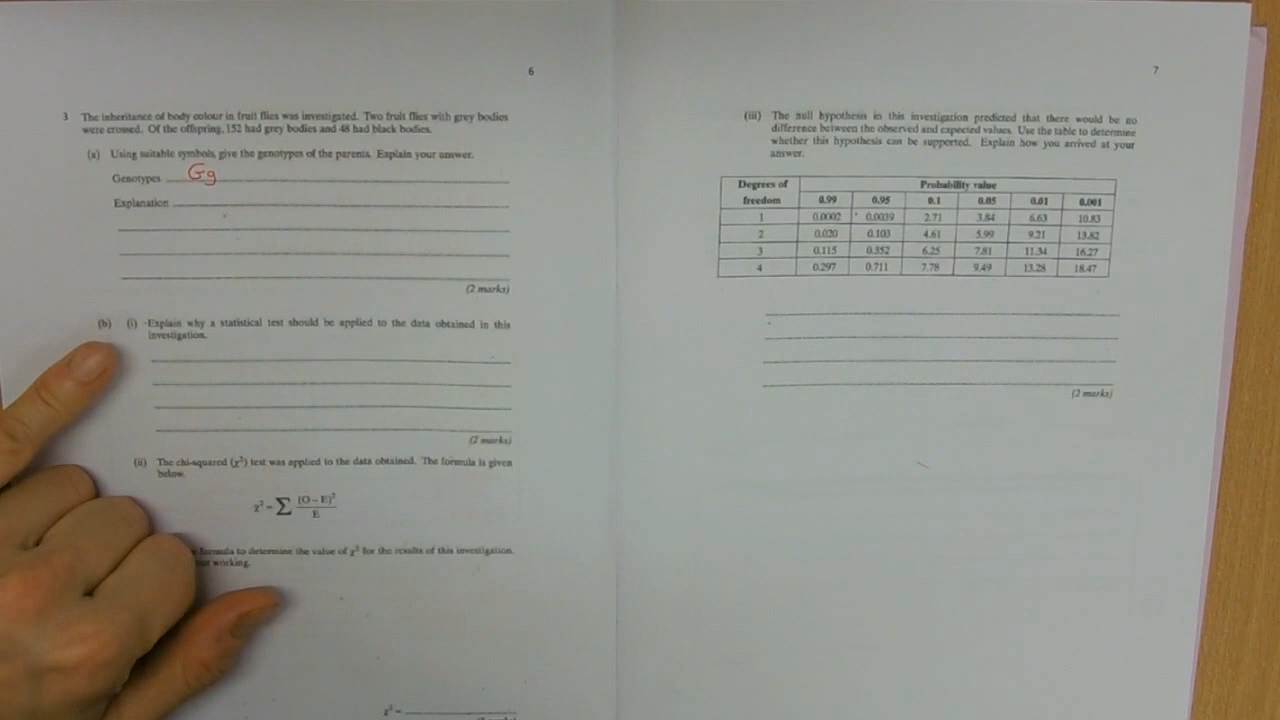 6
3 The inheritance of body colour in fruit flies was investigated. Two fruit flies with grey bodies
were crossed. Of the offspring, 152 had grey bodies and 48 had black bodies.
(a) Using suitable symbols, give the genotypes of the parents. Explain your answer.
Genotypes Gg
Explanation
(2 marks)
(b) (i) Explain why a statistical test should be applied to the data obtained in this
investigation.
(2 marks)
(ii) The chi-squared (χ²) test was applied to the data obtained. The formula is given
below.
χ² = ∑ (O – E)² / E
formula to determine the value of χ² for the results of this investigation.
working.
χ² =
7
(iii) The null hypothesis in this investigation predicted that there would be no
difference between the observed and expected values. Use the table to determine
whether this hypothesis can be supported. Explain how you arrived at your
answer.
Degrees of freedom Probability value
0.99 0.95 0.1 0.05 0.01 0.001
1 0.0002 0.0039 2.71 3.84 6.63 10.83
2 0.020 0.103 4.61 5.99 9.21 13.82
3 0.115 0.352 6.25 7.81 11.34 16.27
4 0.297 0.711 7.78 9.49 13.28 18.47
(2 marks)